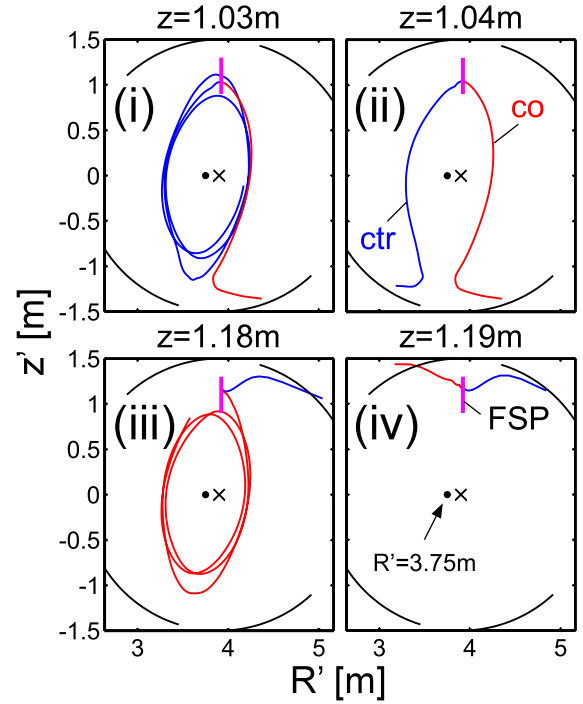 z=1.03m z=1.04m
1.5
1
0.5
0
-0.5
-1
-1.5
(i)
(ii)
co
ctr
z' [m]
z=1.18m z=1.19m
1.5
1
0.5
0
-0.5
-1
-1.5
(iii)
(iv)
FSP
R'=3.75m
3 4 5 3 4 5
R' [m]